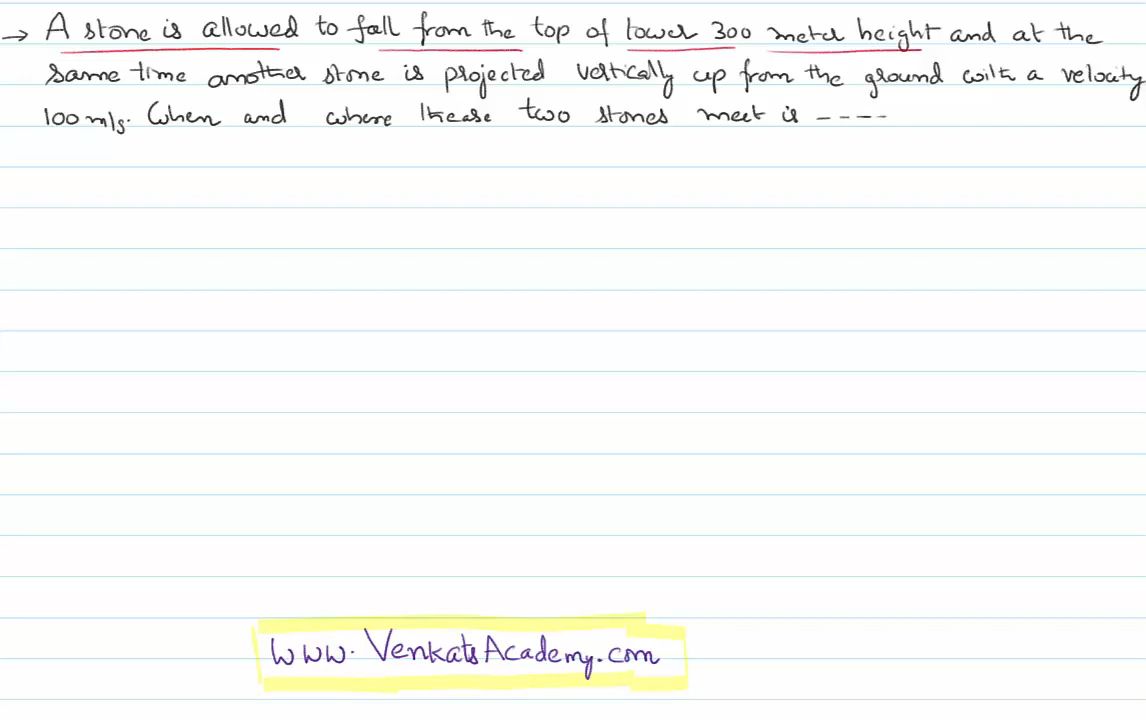 → A stone is allowed to fall from the top of tower 300 meter height and at the
same time another stone is projected vertically up from the ground with a velocity
100 m/s. When and where these two stones meet is ----
www.VenkatsAcademy.com